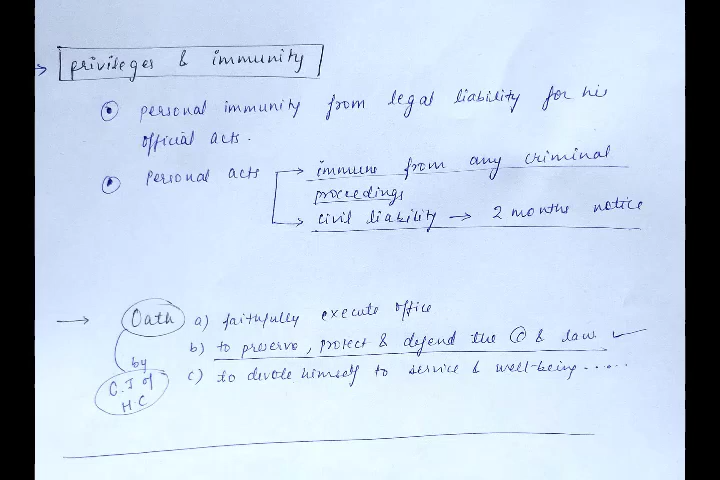 privileges & immunity
personal immunity from legal liability for his
official acts.
personal acts → immune from any criminal
proceedings
→ civil liability → 2 months notice
→ Oath a) faithfully execute office
b) to preserve, protect & defend the © & law ✓
by
c) to devote himself to service & well-being.....
C.J of
H.C